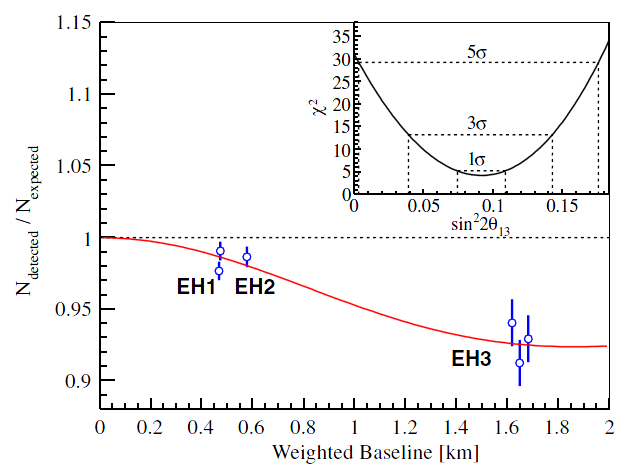 1.15
1.1
1.05
1
0.95
0.9
N_detected / N_expected
0 0.2 0.4 0.6 0.8 1 1.2 1.4 1.6 1.8 2
Weighted Baseline [km]
EH1 EH2
EH3
35
30
25
20
15
10
5
0
χ²
5σ
3σ
1σ
0 0.05 0.1 0.15
sin²2θ₁₃